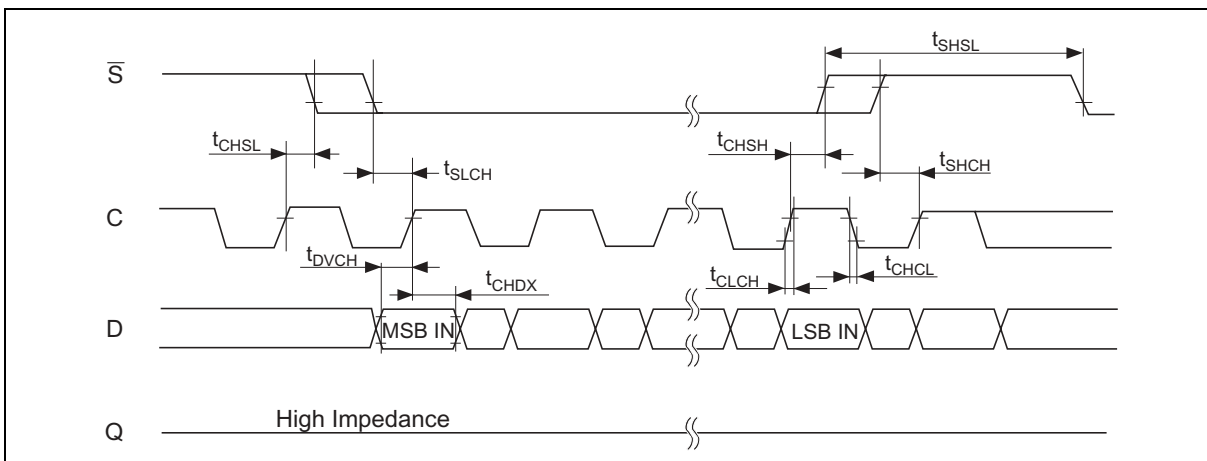 S̅
tSHSL
tCHSL
tSLCH
tCHSH
tSHCH
C
tDVCH
tCHDX
tCLCH
tCHCL
D
MSB IN
LSB IN
High Impedance
Q